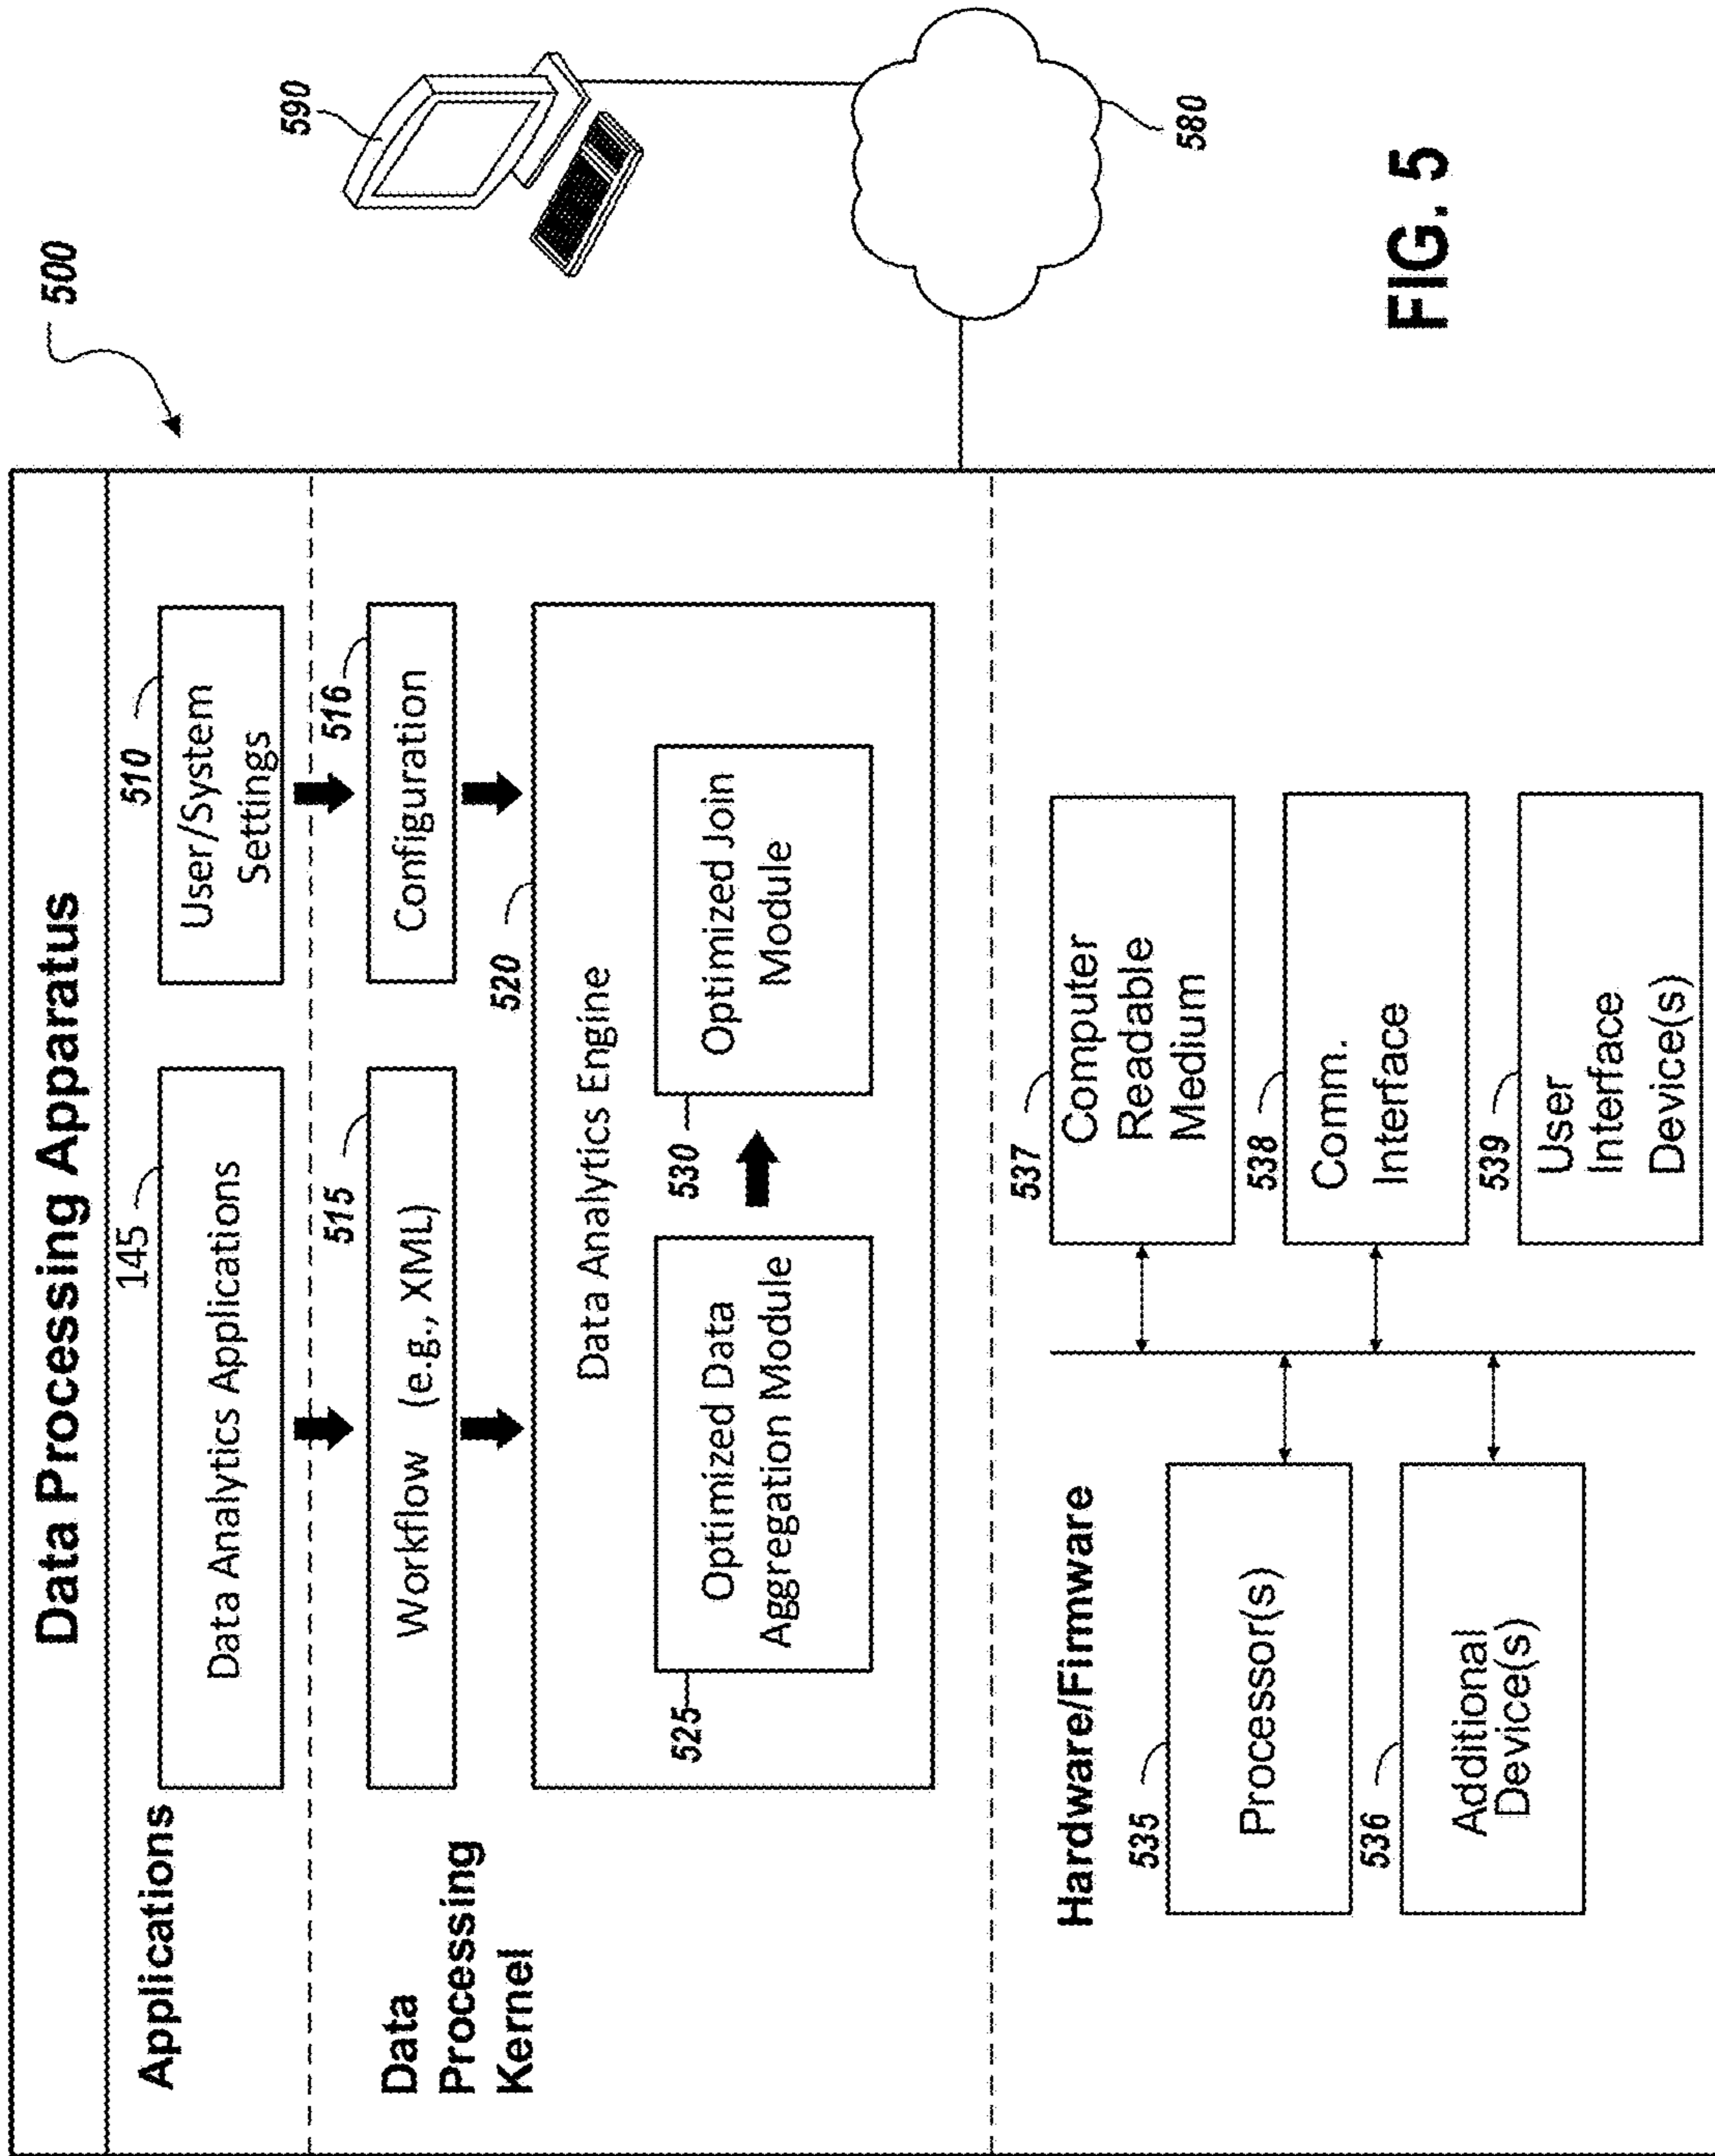 Data Processing Apparatus
500
Applications
145
Data Analytics Applications
510
User/System
Settings
Data
Processing
Kernel
515
Workflow (e.g., XML)
516
Configuration
520
Data Analytics Engine
525
Optimized Data
Aggregation Module
530
Optimized Join
Module
Hardware/Firmware
535
Processor(s)
536
Additional
Device(s)
537
Computer
Readable
Medium
538
Comm.
Interface
539
User
Interface
Device(s)
590
580
FIG. 5